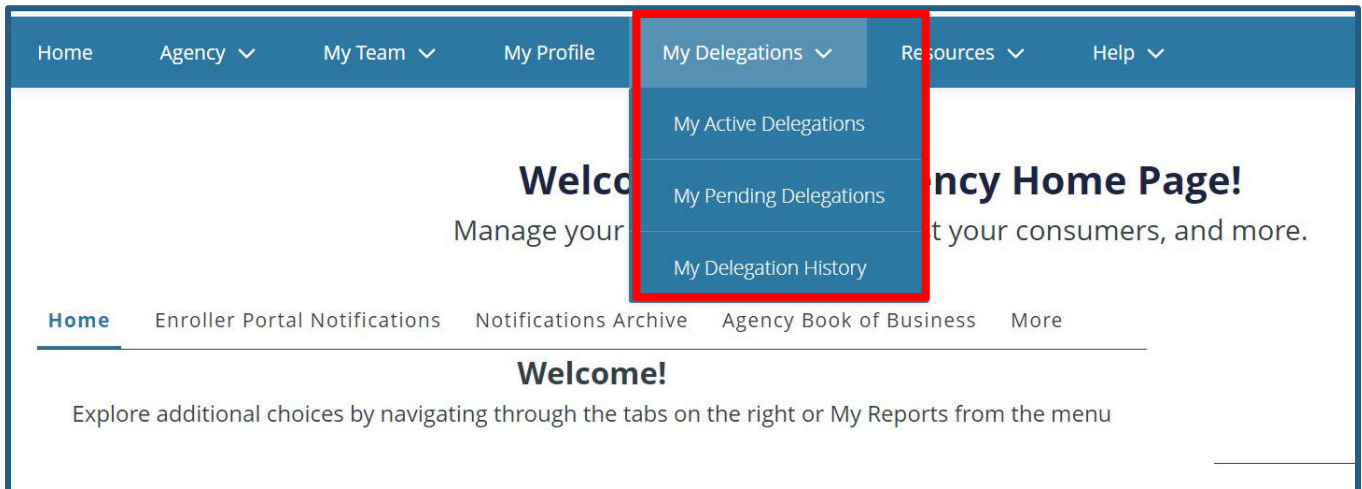 Home Agency My Team My Profile My Delegations Resources Help
My Active Delegations
My Pending Delegations
My Delegation History
Welco ency Home Page!
Manage your t your consumers, and more.
Home Enroller Portal Notifications Notifications Archive Agency Book of Business More
Welcome!
Explore additional choices by navigating through the tabs on the right or My Reports from the menu